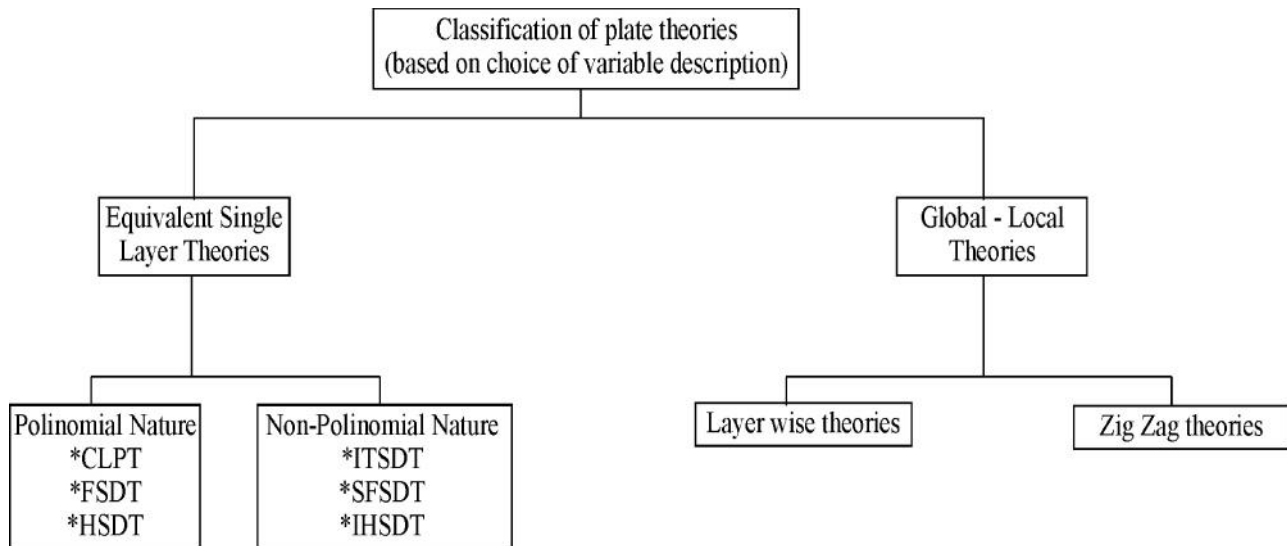 Classification of plate theories
(based on choice of variable description)
Equivalent Single
Layer Theories
Global - Local
Theories
Polinomial Nature
*CLPT
*FSDT
*HSDT
Non-Polinomial Nature
*ITSDT
*SFSDT
*IHSDT
Layer wise theories
Zig Zag theories